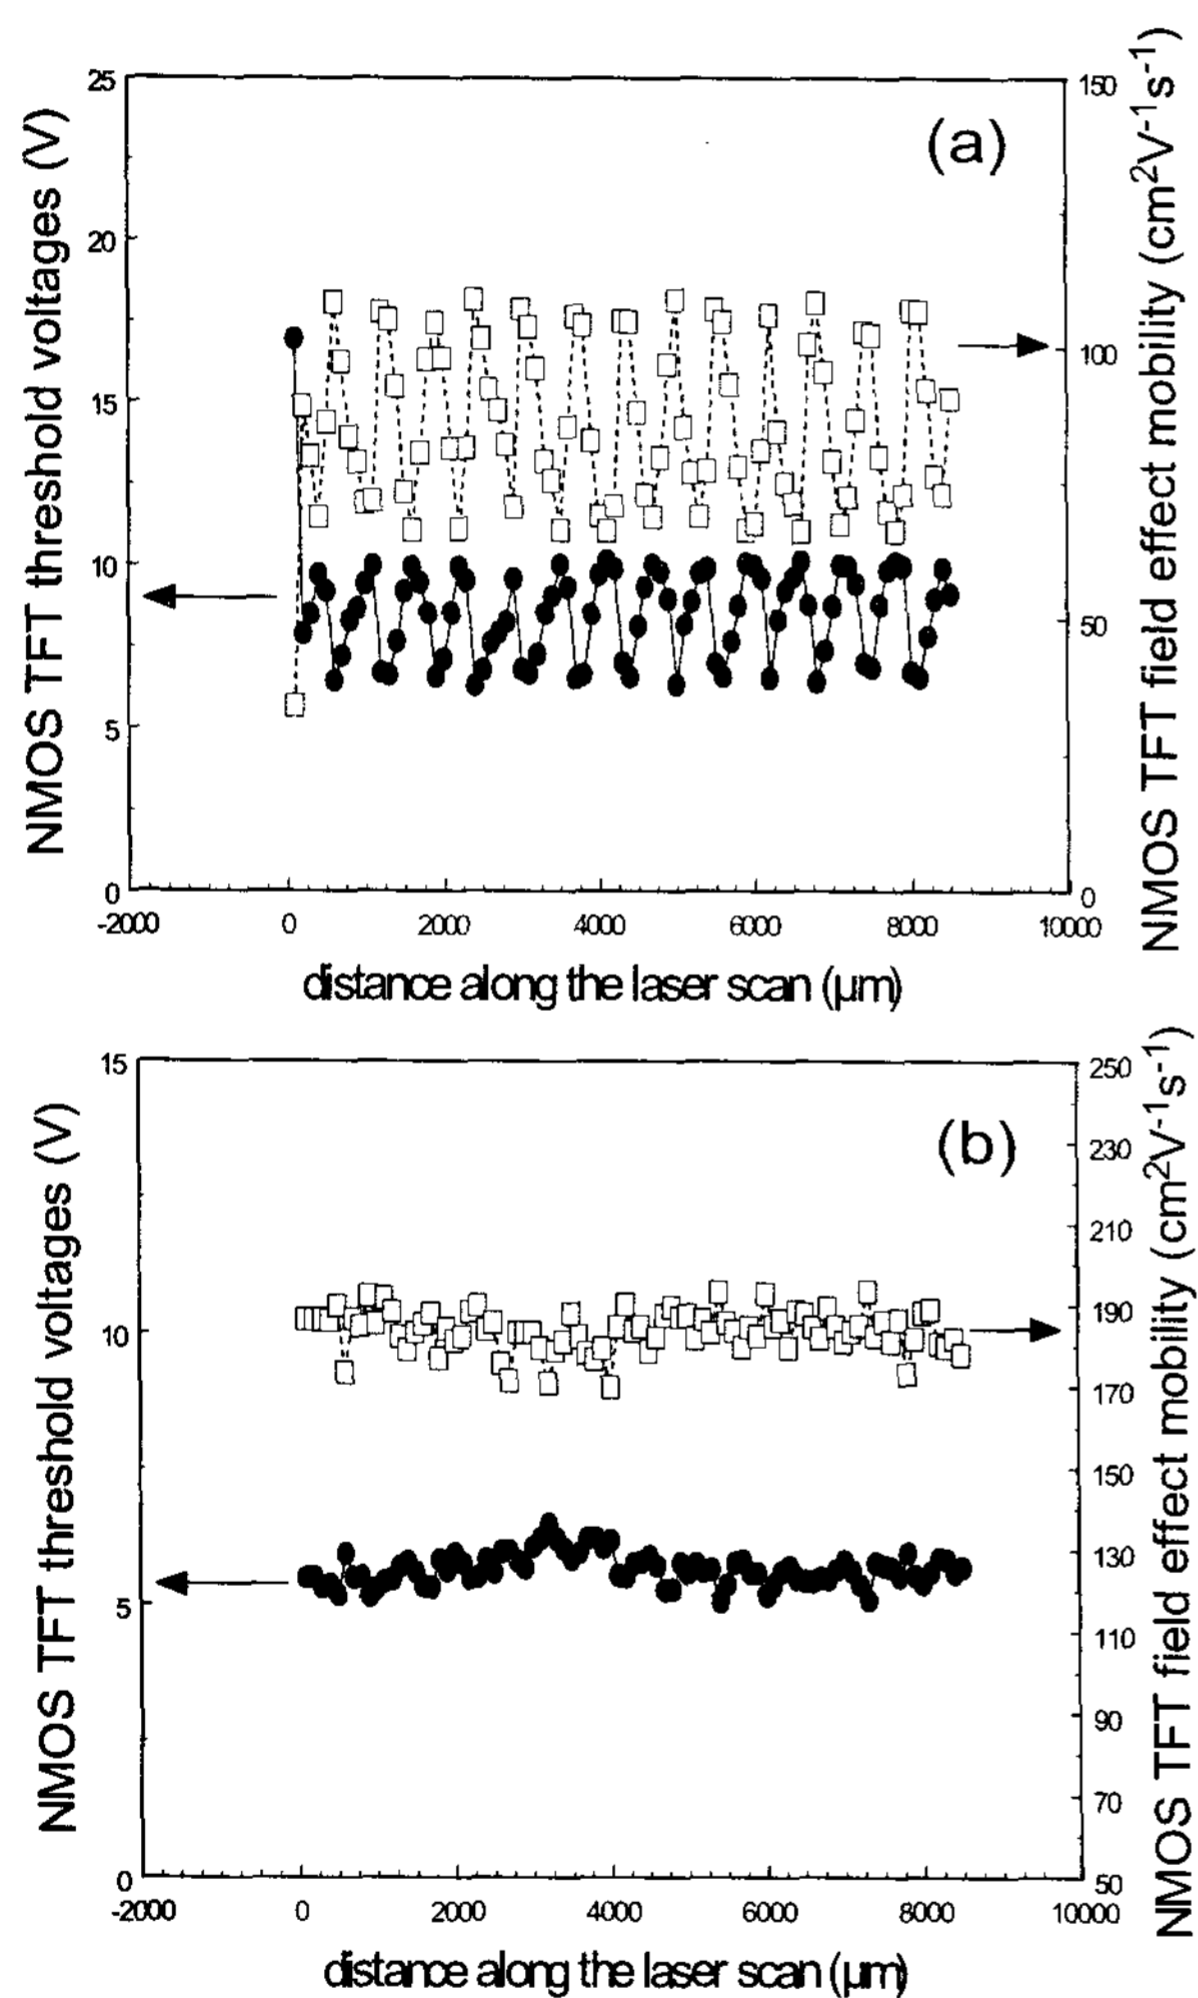 (a)
NMOS TFT threshold voltages (V)
25
20
15
10
5
0
NMOS TFT field effect mobility (cm²V⁻¹s⁻¹)
150
100
50
0
-2000 0 2000 4000 6000 8000 10000
distance along the laser scan (µm)
(b)
NMOS TFT threshold voltages (V)
15
10
5
0
NMOS TFT field effect mobility (cm²V⁻¹s⁻¹)
250
230
210
190
170
150
130
110
90
70
50
-2000 0 2000 4000 6000 8000 10000
distance along the laser scan (µm)